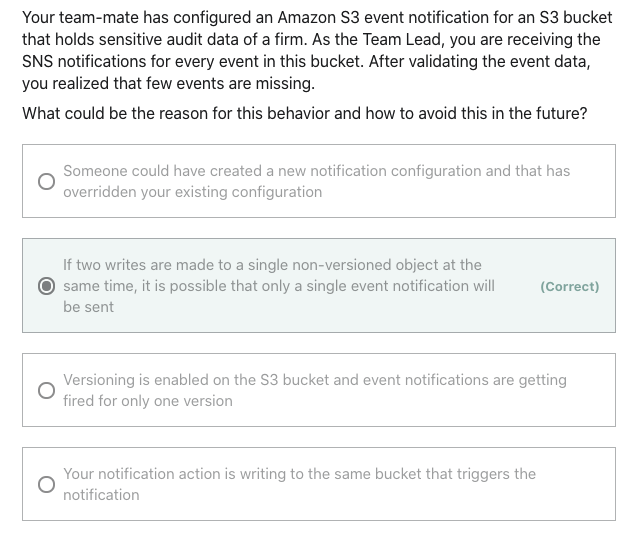 Your team-mate has configured an Amazon S3 event notification for an S3 bucket
that holds sensitive audit data of a firm. As the Team Lead, you are receiving the
SNS notifications for every event in this bucket. After validating the event data,
you realized that few events are missing.
What could be the reason for this behavior and how to avoid this in the future?
Someone could have created a new notification configuration and that has
overridden your existing configuration
If two writes are made to a single non-versioned object at the
same time, it is possible that only a single event notification will
be sent
(Correct)
Versioning is enabled on the S3 bucket and event notifications are getting
fired for only one version
Your notification action is writing to the same bucket that triggers the
notification